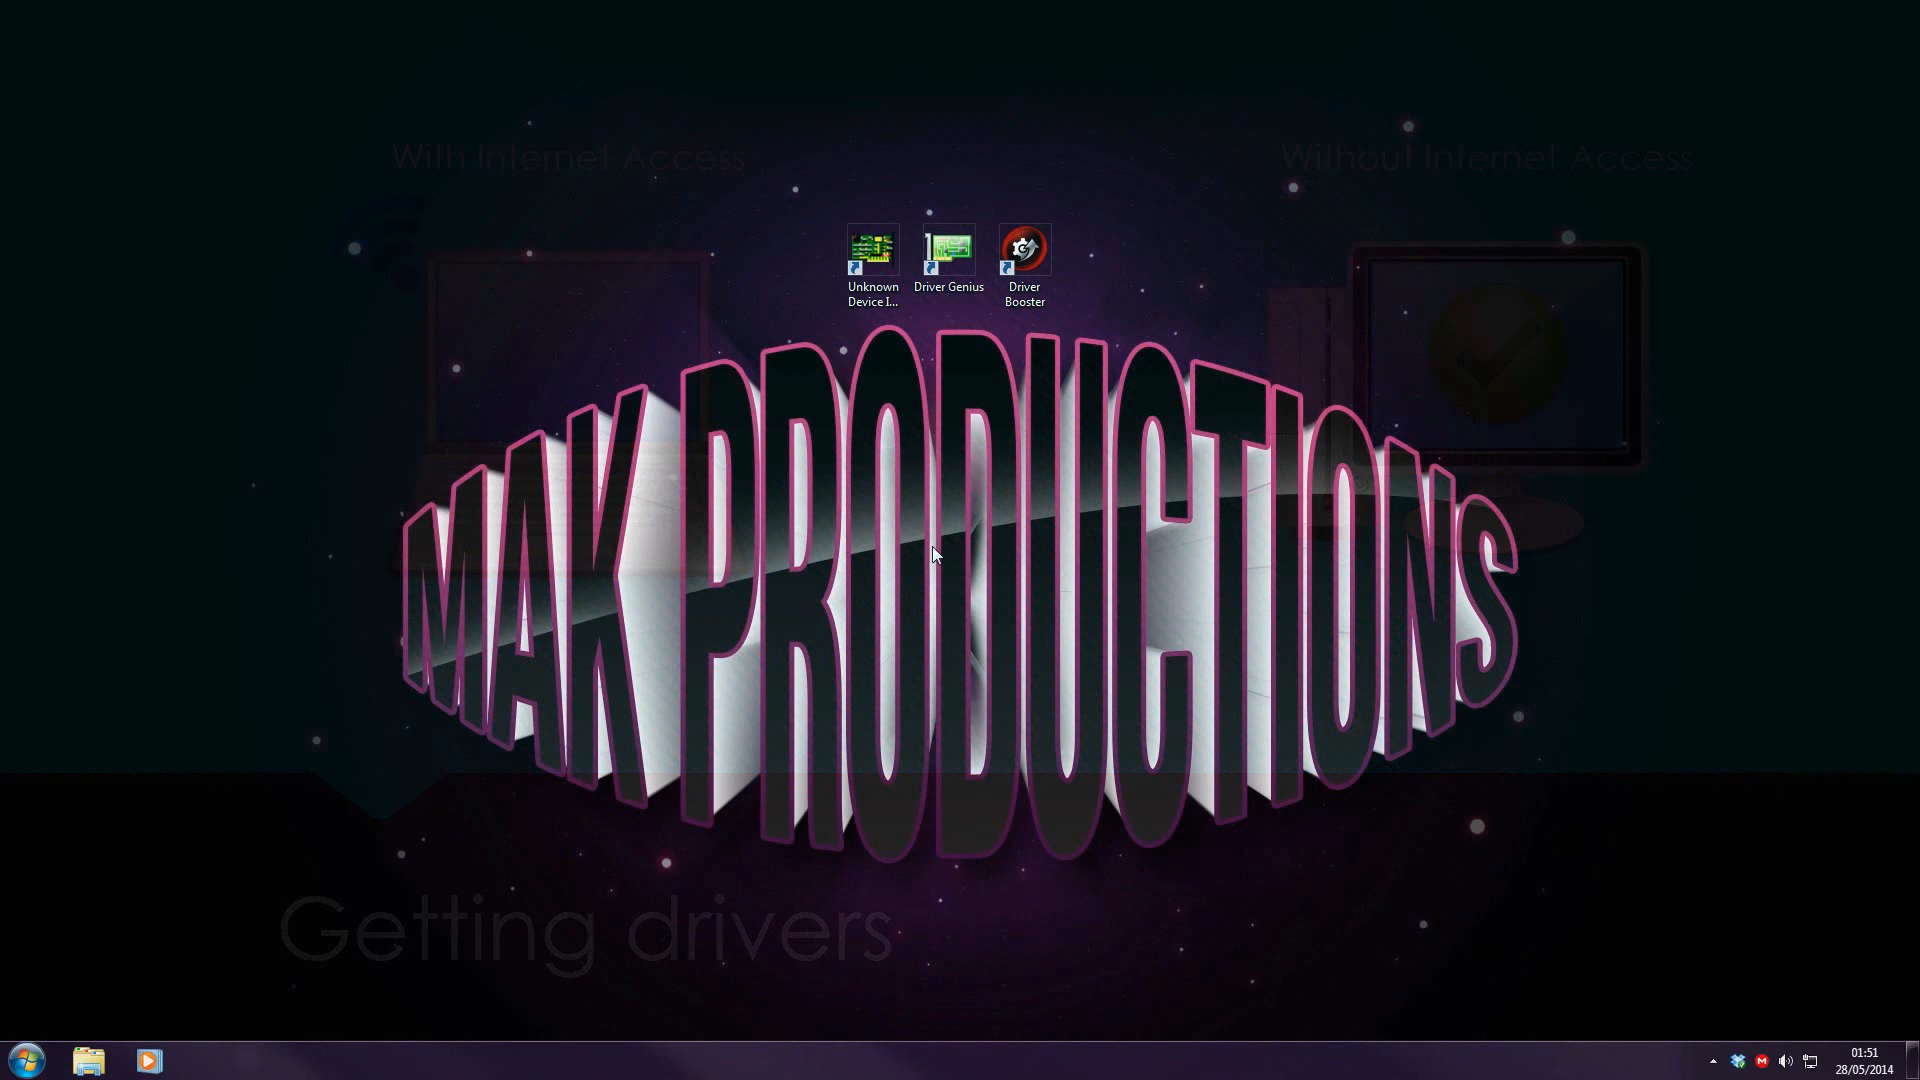 With Internet Access
Without Internet Access
Unknown Device I...
Driver Genius
Driver Booster
MAK PRODUCTIONS
Getting drivers
01:51
28/05/2014